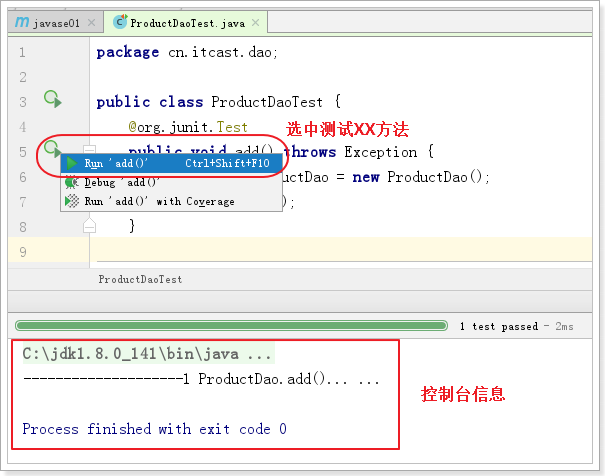 javase01 ProductDaoTest.java
1 package cn.itcast.dao;
2
3 public class ProductDaoTest {
4 @org.junit.Test
选中测试XX方法
5 public void add() throws Exception {
Run 'add()' Ctrl+Shift+F10
6 ductDao = new ProductDao();
Debug 'add()'
7 );
Run 'add()' with Coverage
8 }
9
ProductDaoTest
1 test passed - 2ms
C:\jdk1.8.0_141\bin\java ...
--------------------1 ProductDao.add()... ...
控制台信息
Process finished with exit code 0